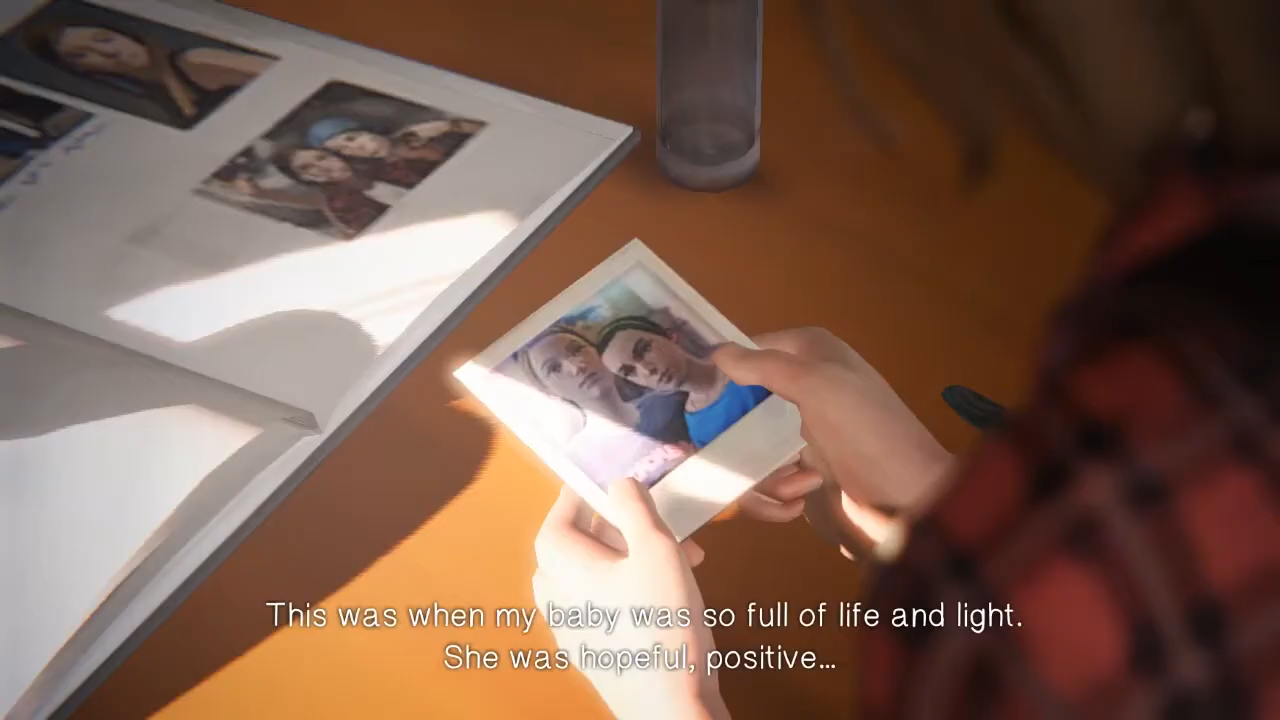 This was when my baby was so full of life and light.
She was hopeful, positive...